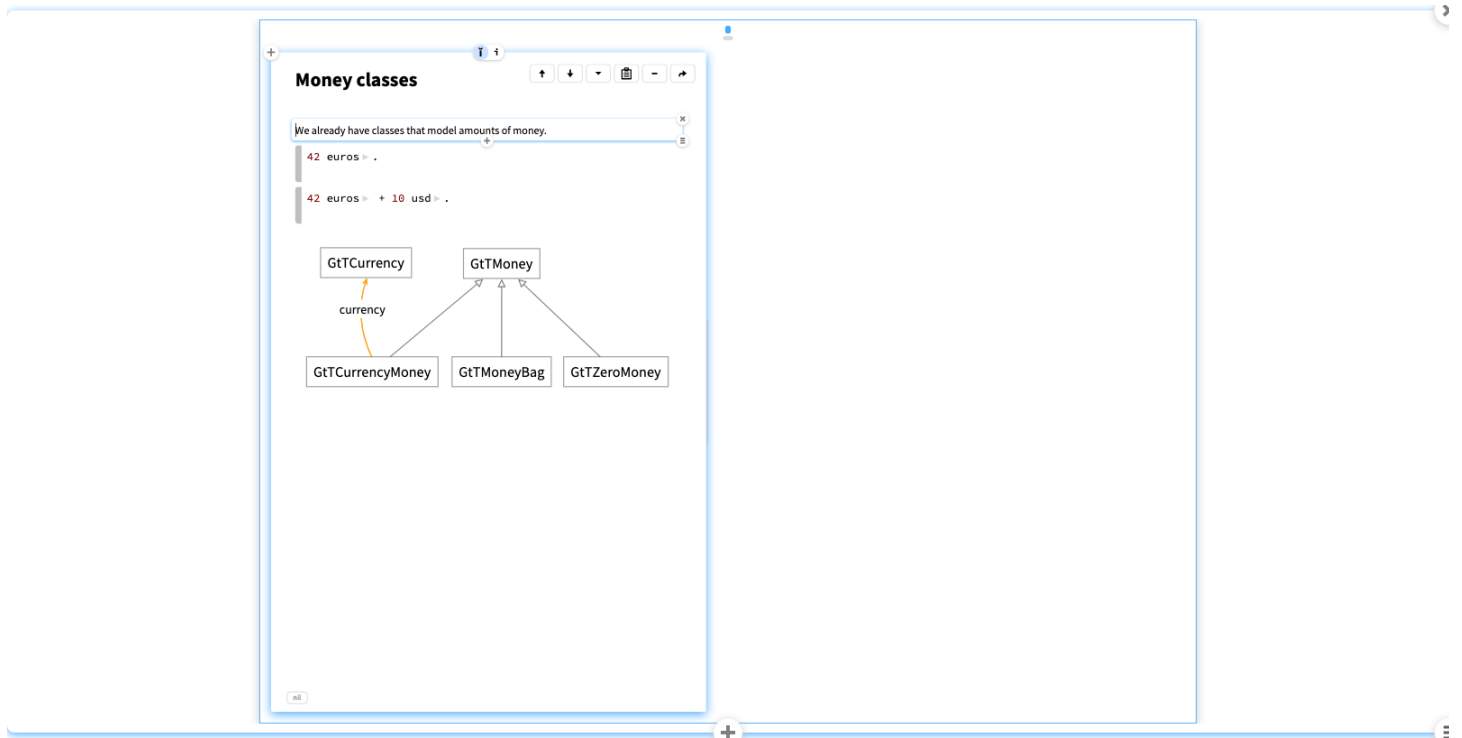 Money classes
We already have classes that model amounts of money.
42 euros .
42 euros + 10 usd .
GtTCurrency
GtTMoney
currency
GtTCurrencyMoney
GtTMoneyBag
GtTZeroMoney
nil